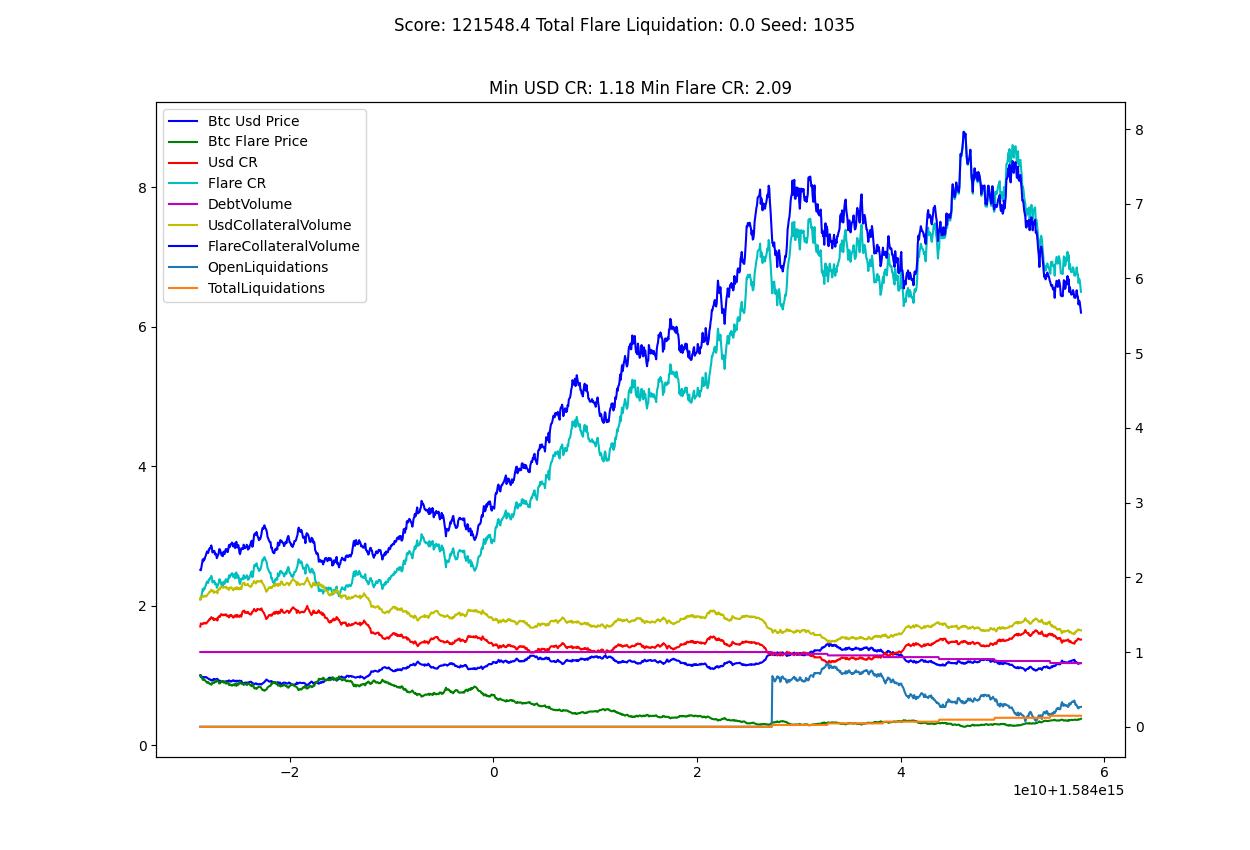 Score: 121548.4 Total Flare Liquidation: 0.0 Seed: 1035
Min USD CR: 1.18 Min Flare CR: 2.09
Btc Usd Price
Btc Flare Price
Usd CR
Flare CR
DebtVolume
UsdCollateralVolume
FlareCollateralVolume
OpenLiquidations
TotalLiquidations
8
6
4
2
0
8
7
6
5
4
3
2
1
0
−2
0
2
4
6
1e10+1.584e15